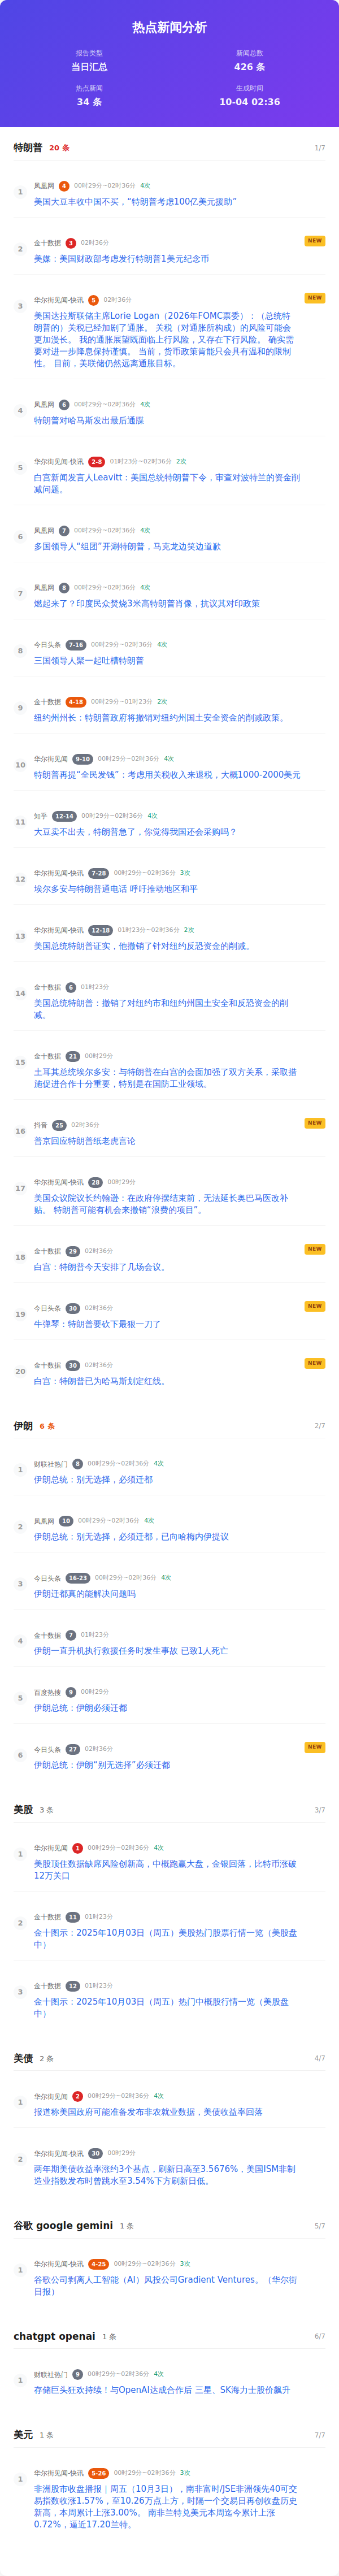 热点新闻分析
报告类型
当日汇总
新闻总数
426 条
热点新闻
34 条
生成时间
10-04 02:36
特朗普 20 条 1/7
1
凤凰网 4 00时29分~02时36分 4次
美国大豆丰收中国不买，“特朗普考虑100亿美元援助”
2
金十数据 3 02时36分 NEW
美媒：美国财政部考虑发行特朗普1美元纪念币
3
华尔街见闻-快讯 5 02时36分 NEW
美国达拉斯联储主席Lorie Logan（2026年FOMC票委）：（总统特
朗普的）关税已经加剧了通胀。 关税（对通胀所构成）的风险可能会
更加漫长。 我的通胀展望既面临上行风险，又存在下行风险。 确实需
要对进一步降息保持谨慎。 当前，货币政策肯能只会具有温和的限制
性。 目前，美联储仍然远离通胀目标。
4
凤凰网 6 00时29分~02时36分 4次
特朗普对哈马斯发出最后通牒
5
华尔街见闻-快讯 2-8 01时23分~02时36分 2次
白宫新闻发言人Leavitt：美国总统特朗普下令，审查对波特兰的资金削
减问题。
6
凤凰网 7 00时29分~02时36分 4次
多国领导人“组团”开涮特朗普，马克龙边笑边道歉
7
凤凰网 8 00时29分~02时36分 4次
燃起来了？印度民众焚烧3米高特朗普肖像，抗议其对印政策
8
今日头条 7-16 00时29分~02时36分 4次
三国领导人聚一起吐槽特朗普
9
金十数据 4-18 00时29分~01时23分 2次
纽约州州长：特朗普政府将撤销对纽约州国土安全资金的削减政策。
10
华尔街见闻 9-10 00时29分~02时36分 4次
特朗普再提“全民发钱”：考虑用关税收入来退税，大概1000-2000美元
11
知乎 12-14 00时29分~02时36分 4次
大豆卖不出去，特朗普急了，你觉得我国还会采购吗？
12
华尔街见闻-快讯 7-28 00时29分~02时36分 3次
埃尔多安与特朗普通电话 呼吁推动地区和平
13
华尔街见闻-快讯 12-18 01时23分~02时36分 2次
美国总统特朗普证实，他撤销了针对纽约反恐资金的削减。
14
金十数据 6 01时23分
美国总统特朗普：撤销了对纽约市和纽约州国土安全和反恐资金的削
减。
15
金十数据 21 00时29分
土耳其总统埃尔多安：与特朗普在白宫的会面加强了双方关系，采取措
施促进合作十分重要，特别是在国防工业领域。
16
抖音 25 02时36分 NEW
普京回应特朗普纸老虎言论
17
华尔街见闻-快讯 28 00时29分
美国众议院议长约翰逊：在政府停摆结束前，无法延长奥巴马医改补
贴。 特朗普可能有机会来撤销“浪费的项目”。
18
金十数据 29 02时36分 NEW
白宫：特朗普今天安排了几场会议。
19
今日头条 30 02时36分 NEW
牛弹琴：特朗普要砍下最狠一刀了
20
金十数据 30 02时36分 NEW
白宫：特朗普已为哈马斯划定红线。
伊朗 6 条 2/7
1
财联社热门 8 00时29分~02时36分 4次
伊朗总统：别无选择，必须迁都
2
凤凰网 10 00时29分~02时36分 4次
伊朗总统：别无选择，必须迁都，已向哈梅内伊提议
3
今日头条 16-23 00时29分~02时36分 4次
伊朗迁都真的能解决问题吗
4
金十数据 7 01时23分
伊朗一直升机执行救援任务时发生事故 已致1人死亡
5
百度热搜 9 00时29分
伊朗总统：伊朗必须迁都
6
今日头条 27 02时36分 NEW
伊朗总统：伊朗“别无选择”必须迁都
美股 3 条 3/7
1
华尔街见闻 1 00时29分~02时36分 4次
美股顶住数据缺席风险创新高，中概跑赢大盘，金银回落，比特币涨破
12万关口
2
金十数据 11 01时23分
金十图示：2025年10月03日（周五）美股热门股票行情一览（美股盘
中）
3
金十数据 12 01时23分
金十图示：2025年10月03日（周五）热门中概股行情一览（美股盘
中）
美债 2 条 4/7
1
华尔街见闻 2 00时29分~02时36分 4次
报道称美国政府可能准备发布非农就业数据，美债收益率回落
2
华尔街见闻-快讯 30 00时29分
两年期美债收益率涨约3个基点，刷新日高至3.5676%，美国ISM非制
造业指数发布时曾跳水至3.54%下方刷新日低。
谷歌 google gemini 1 条 5/7
1
华尔街见闻-快讯 4-25 00时29分~02时36分 3次
谷歌公司剥离人工智能（AI）风投公司Gradient Ventures。（华尔街
日报）
chatgpt openai 1 条 6/7
1
财联社热门 9 00时29分~02时36分 4次
存储巨头狂欢持续！与OpenAI达成合作后 三星、SK海力士股价飙升
美元 1 条 7/7
1
华尔街见闻-快讯 5-26 00时29分~02时36分 3次
非洲股市收盘播报｜周五（10月3日），南非富时/JSE非洲领先40可交
易指数收涨1.57%，至10.26万点上方，时隔一个交易日再创收盘历史
新高，本周累计上涨3.00%。 南非兰特兑美元本周迄今累计上涨
0.72%，逼近17.20兰特。